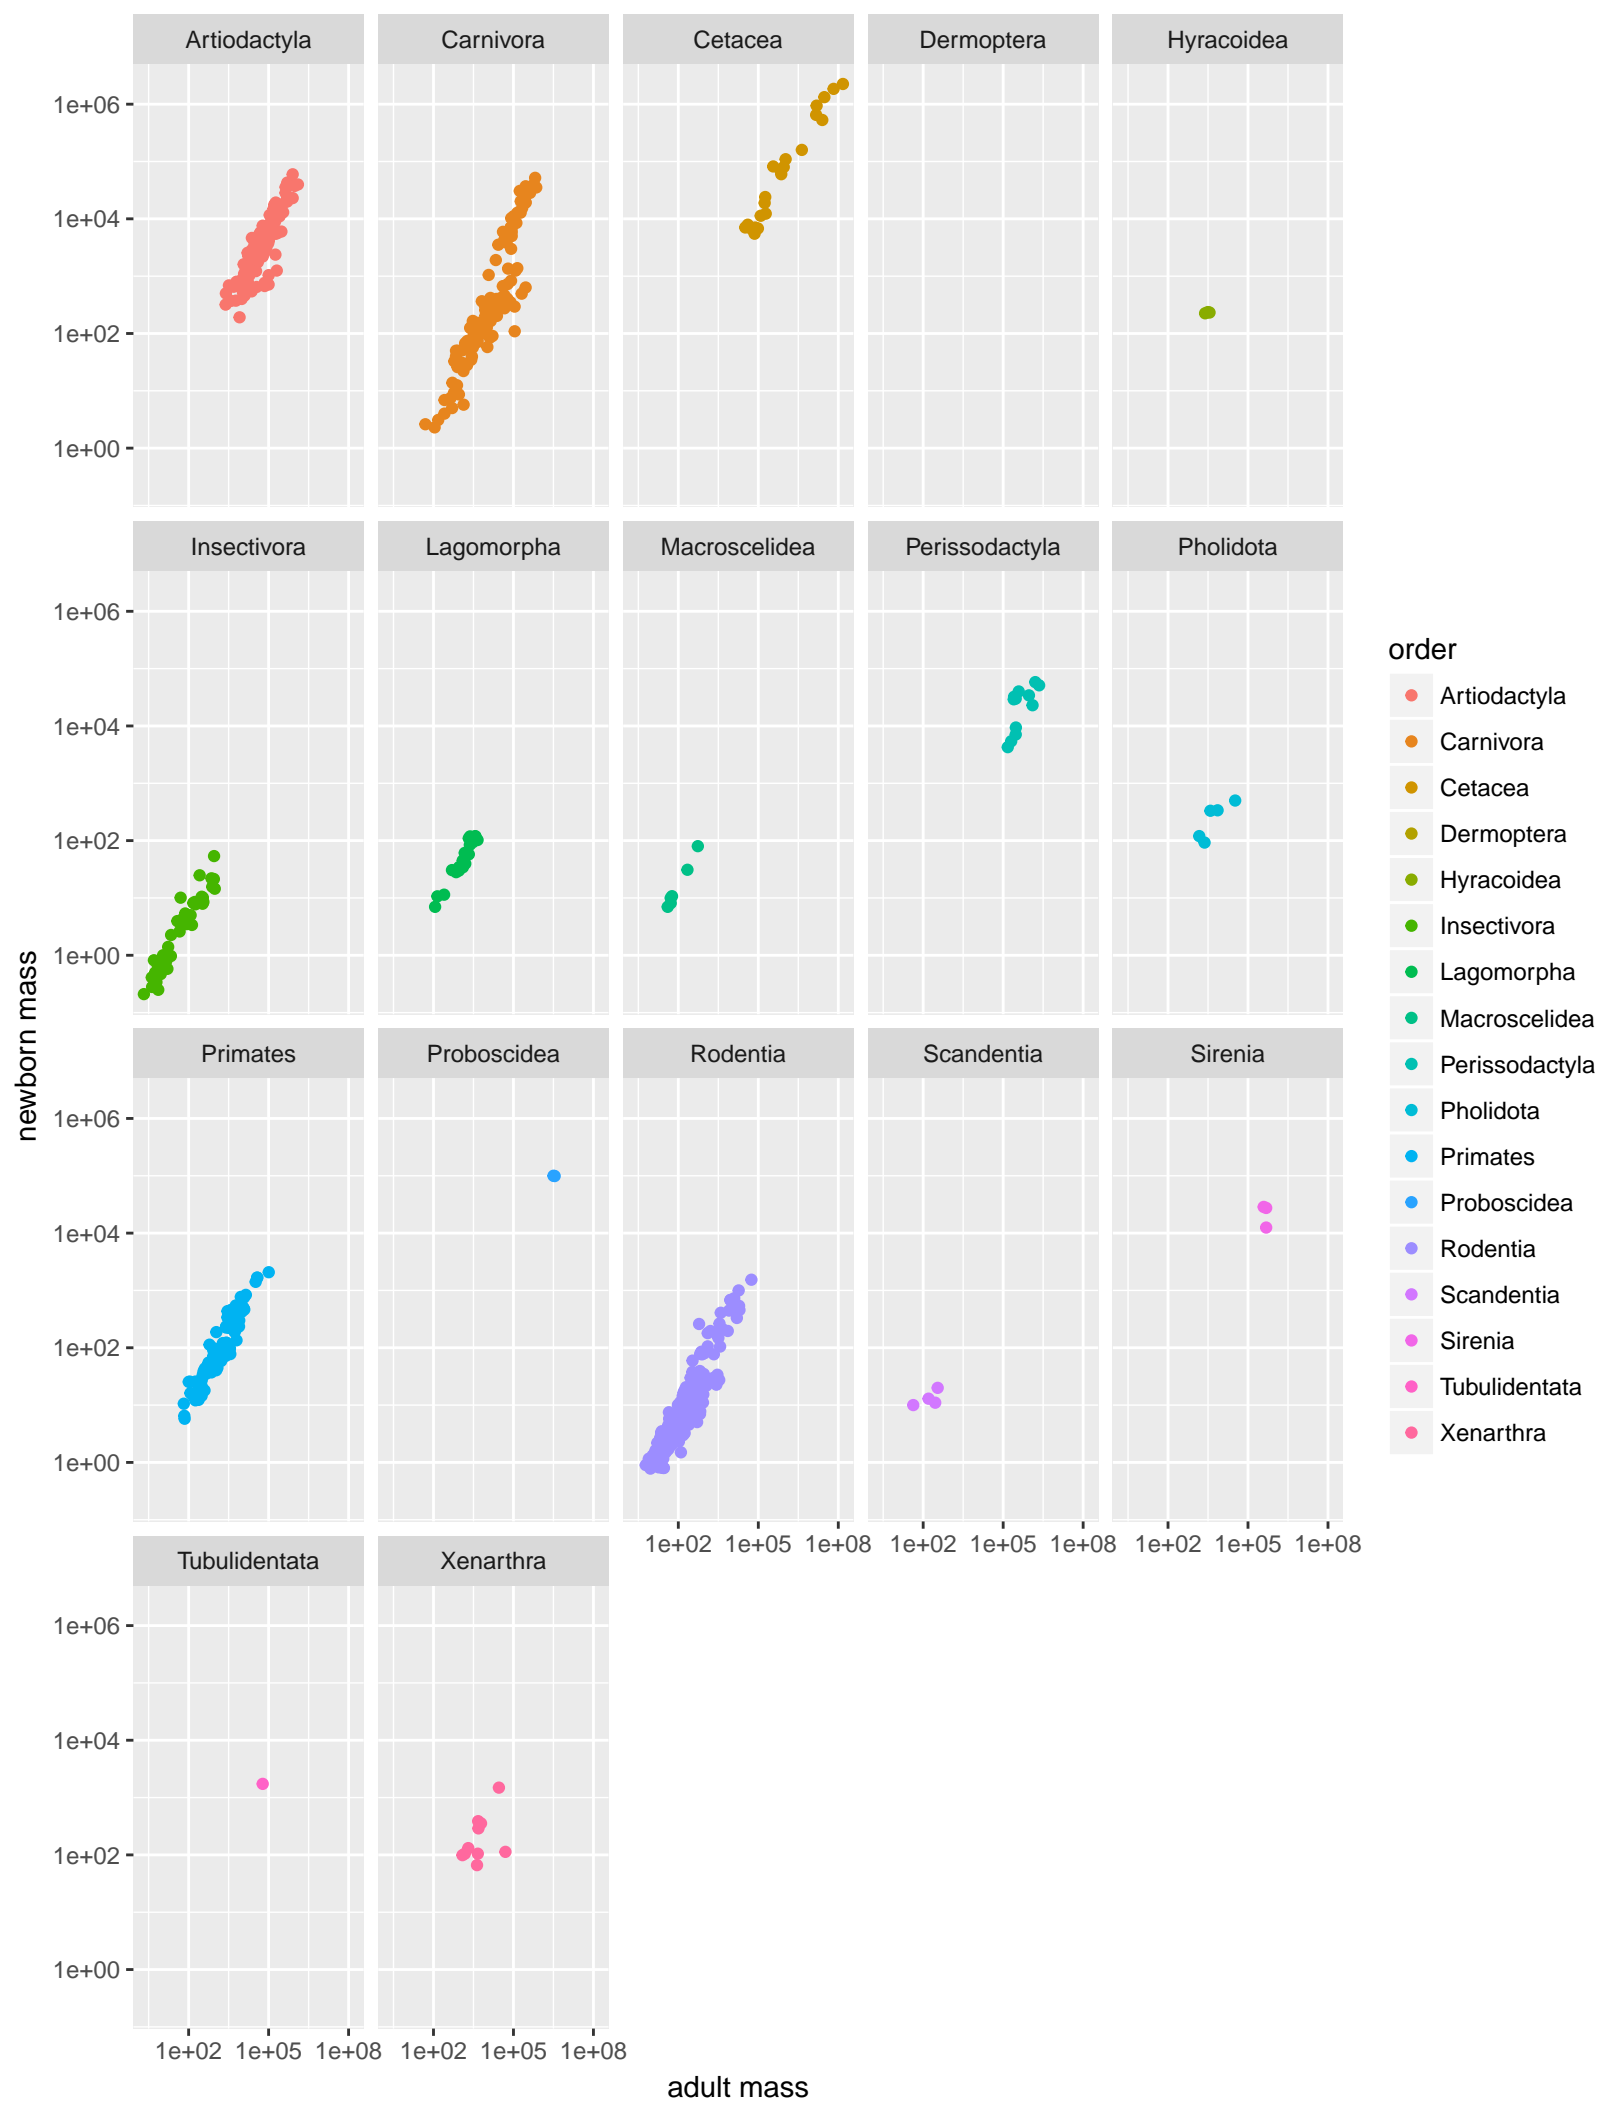 Artiodactyla Carnivora Cetacea Dermoptera Hyracoidea
1e+06
1e+04
1e+02
1e+00
Insectivora Lagomorpha Macroscelidea Perissodactyla Pholidota
1e+06
1e+04
1e+02
1e+00
Primates Proboscidea Rodentia Scandentia Sirenia
1e+06
1e+04
1e+02
1e+00
1e+02 1e+05 1e+08 1e+02 1e+05 1e+08 1e+02 1e+05 1e+08
Tubulidentata Xenarthra
1e+06
1e+04
1e+02
1e+00
1e+02 1e+05 1e+08 1e+02 1e+05 1e+08
adult mass
newborn mass
order
Artiodactyla
Carnivora
Cetacea
Dermoptera
Hyracoidea
Insectivora
Lagomorpha
Macroscelidea
Perissodactyla
Pholidota
Primates
Proboscidea
Rodentia
Scandentia
Sirenia
Tubulidentata
Xenarthra